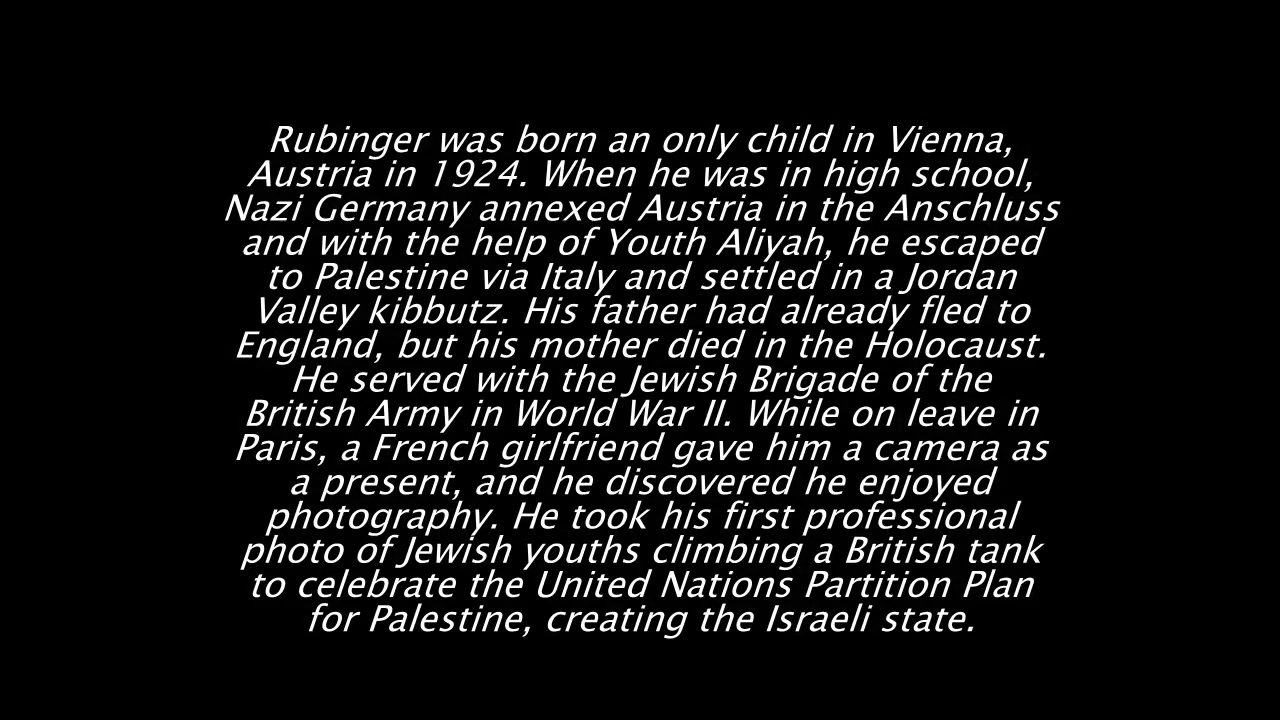 Rubinger was born an only child in Vienna,
Austria in 1924. When he was in high school,
Nazi Germany annexed Austria in the Anschluss
and with the help of Youth Aliyah, he escaped
to Palestine via Italy and settled in a Jordan
Valley kibbutz. His father had already fled to
England, but his mother died in the Holocaust.
He served with the Jewish Brigade of the
British Army in World War II. While on leave in
Paris, a French girlfriend gave him a camera as
a present, and he discovered he enjoyed
photography. He took his first professional
photo of Jewish youths climbing a British tank
to celebrate the United Nations Partition Plan
for Palestine, creating the Israeli state.